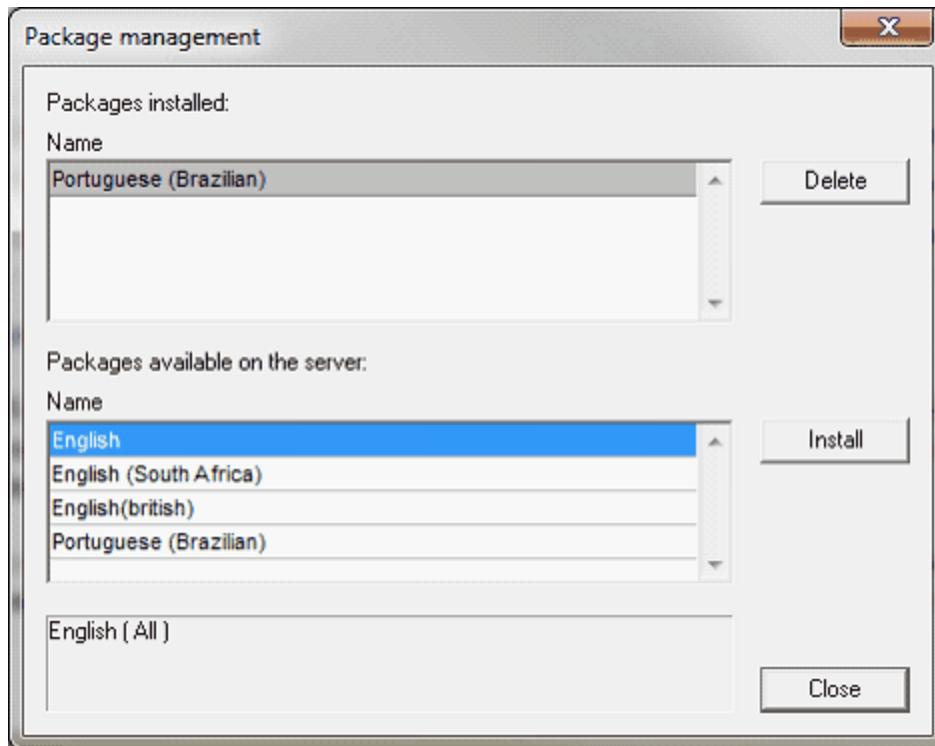 Package management
Packages installed:
Name
Portuguese (Brazilian)
Delete
Packages available on the server:
Name
English
Install
English (South Africa)
English(british)
Portuguese (Brazilian)
English ( All )
Close